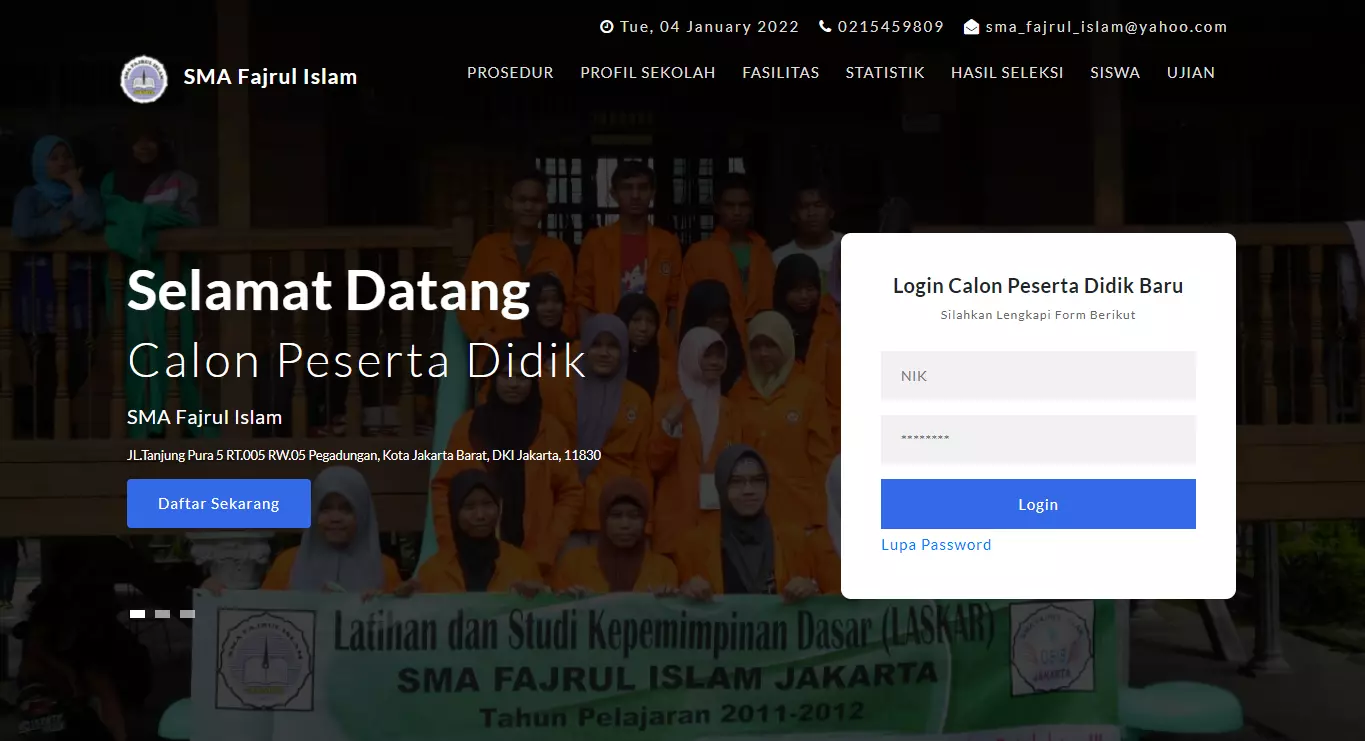 Tue, 04 January 2022 0215459809 sma_fajrul_islam@yahoo.com
SMA Fajrul Islam
PROSEDUR PROFIL SEKOLAH FASILITAS STATISTIK HASIL SELEKSI SISWA UJIAN
Selamat Datang
Calon Peserta Didik
SMA Fajrul Islam
JL.Tanjung Pura 5 RT.005 RW.05 Pegadungan, Kota Jakarta Barat, DKI Jakarta, 11830
Daftar Sekarang
Login Calon Peserta Didik Baru
Silahkan Lengkapi Form Berikut
NIK
********
Login
Lupa Password
Latihan dan Studi Kepemimpinan Dasar (LASKAR)
SMA FAJRUL ISLAM JAKARTA
Tahun Pelajaran 2011-2012